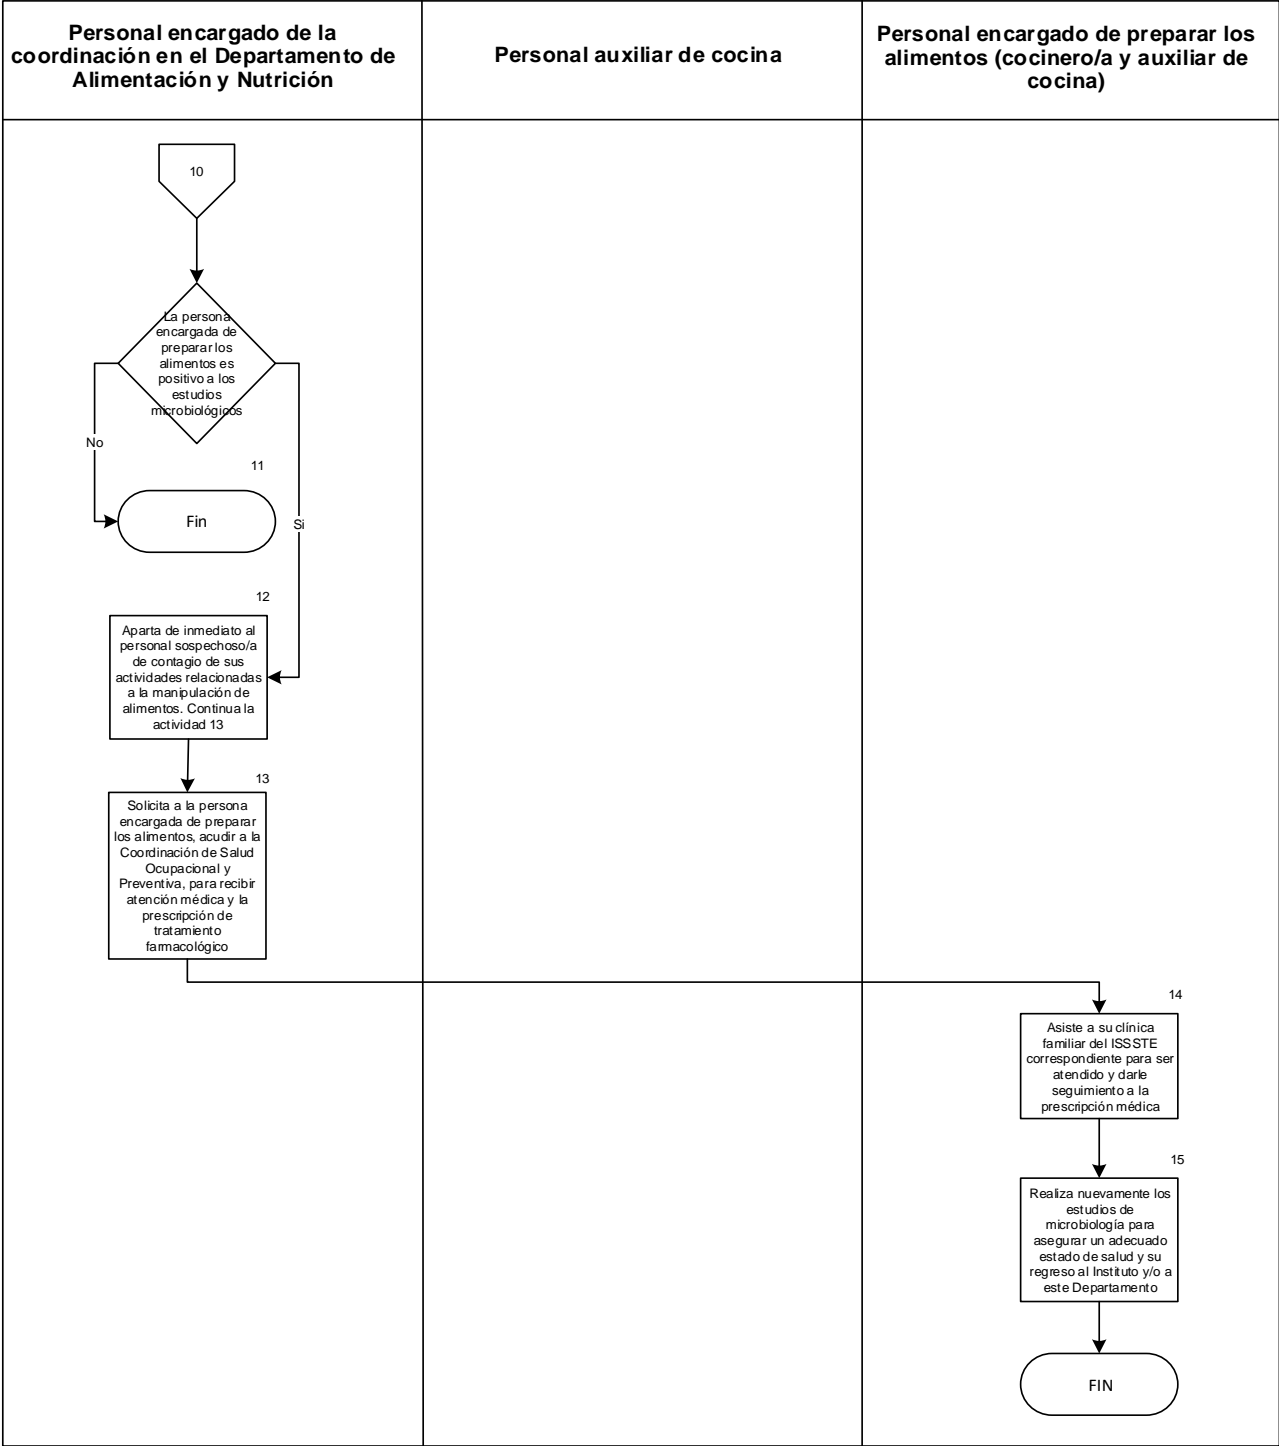 Personal encargado de la
coordinación en el Departamento de
Alimentación y Nutrición
Personal auxiliar de cocina
Personal encargado de preparar los
alimentos (cocinero/a y auxiliar de
cocina)
10
La persona
encargada de
preparar los
alimentos es
positivo a los
estudios
microbiológicos
No
11
Fin
Si
12
Aparta de inmediato al
personal sospechoso/a
de contagio de sus
actividades relacionadas
a la manipulación de
alimentos. Continua la
actividad 13
13
Solicita a la persona
encargada de preparar
los alimentos, acudir a la
Coordinación de Salud
Ocupacional y
Preventiva, para recibir
atención médica y la
prescripción de
tratamiento
farmacológico
14
Asiste a su clínica
familiar del ISSSTE
correspondiente para ser
atendido y darle
seguimiento a la
prescripción médica
15
Realiza nuevamente los
estudios de
microbiología para
asegurar un adecuado
estado de salud y su
regreso al Instituto y/o a
este Departamento
FIN